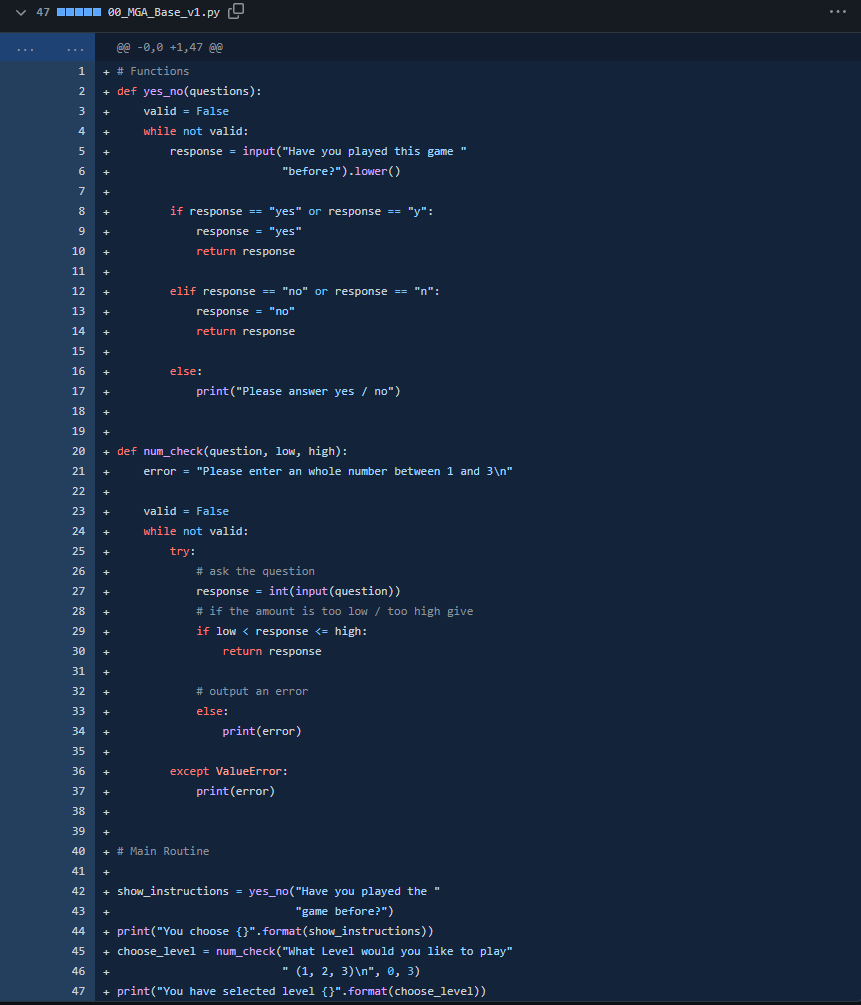 47 00_MGA_Base_v1.py ...
... ... @@ -0,0 +1,47 @@
1 + # Functions
2 + def yes_no(questions):
3 +     valid = False
4 +     while not valid:
5 +         response = input("Have you played this game "
6 +                          "before?").lower()
7 +
8 +         if response == "yes" or response == "y":
9 +             response = "yes"
10 +             return response
11 +
12 +         elif response == "no" or response == "n":
13 +             response = "no"
14 +             return response
15 +
16 +         else:
17 +             print("Please answer yes / no")
18 +
19 +
20 + def num_check(question, low, high):
21 +     error = "Please enter an whole number between 1 and 3\n"
22 +
23 +     valid = False
24 +     while not valid:
25 +         try:
26 +             # ask the question
27 +             response = int(input(question))
28 +             # if the amount is too low / too high give
29 +             if low < response <= high:
30 +                 return response
31 +
32 +             # output an error
33 +             else:
34 +                 print(error)
35 +
36 +         except ValueError:
37 +             print(error)
38 +
39 +
40 + # Main Routine
41 +
42 + show_instructions = yes_no("Have you played the "
43 +                            "game before?")
44 + print("You choose {}".format(show_instructions))
45 + choose_level = num_check("What Level would you like to play"
46 +                          " (1, 2, 3)\n", 0, 3)
47 + print("You have selected level {}".format(choose_level))